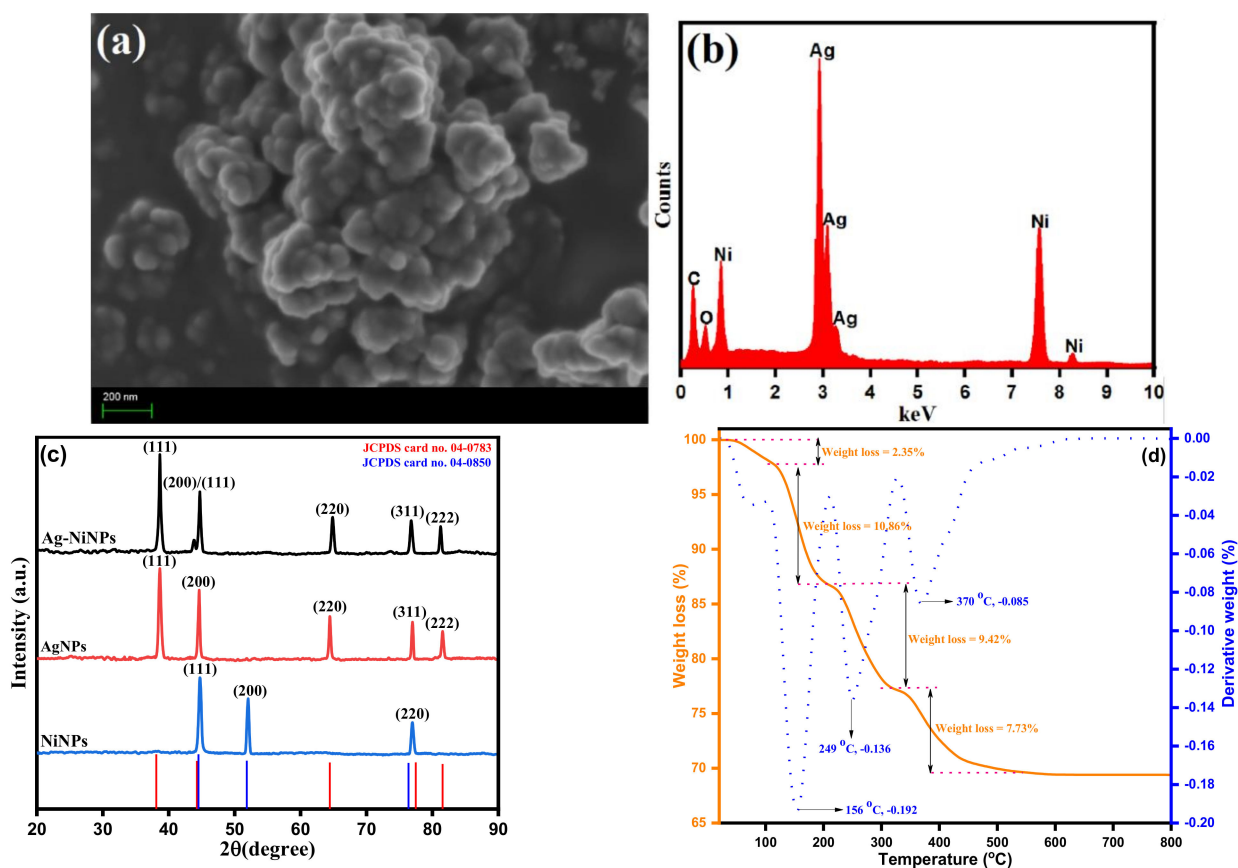 (a)
200 nm
(b)
Ag
Ag
Ag
Ni
C
O
Ni
Ni
Counts
0 1 2 3 4 5 6 7 8 9 10
keV
(c)
JCPDS card no. 04-0783
JCPDS card no. 04-0850
(111)
(200)/(111)
(220)
(311)
(222)
Ag-NiNPs
(111)
(200)
(220)
(311)
(222)
AgNPs
(111)
(200)
(220)
NiNPs
Intensity (a.u.)
20 30 40 50 60 70 80 90
2θ(degree)
(d)
Weight loss = 2.35%
Weight loss = 10.86%
Weight loss = 9.42%
Weight loss = 7.73%
370 °C, -0.085
249 °C, -0.136
156 °C, -0.192
100
95
90
85
80
75
70
65
Weight loss (%)
0.00
-0.02
-0.04
-0.06
-0.08
-0.10
-0.12
-0.14
-0.16
-0.18
-0.20
Derivative weight (%)
100 200 300 400 500 600 700 800
Temperature (°C)